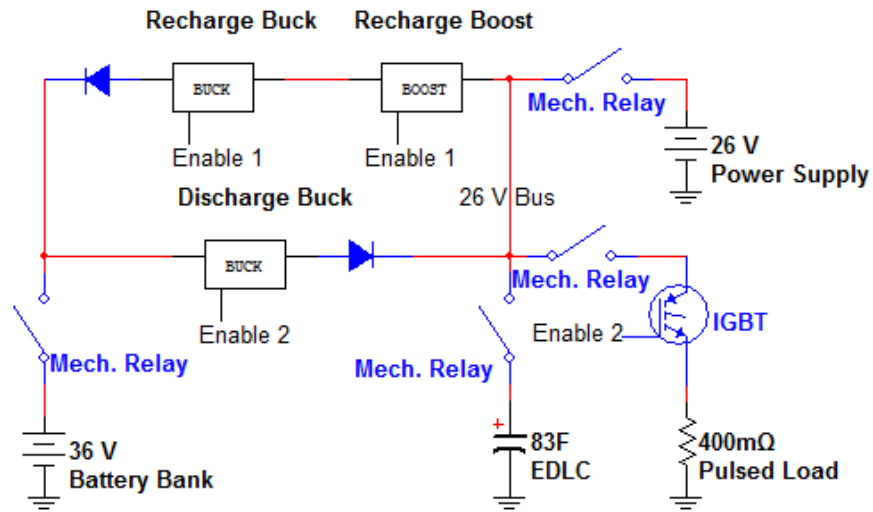 Recharge Buck
Recharge Boost
BUCK
BOOST
Mech. Relay
Enable 1
Enable 1
26 V
Power Supply
Discharge Buck
26 V Bus
BUCK
Mech. Relay
Enable 2
Enable 2
IGBT
Mech. Relay
Mech. Relay
36 V
Battery Bank
+
83F
EDLC
400mΩ
Pulsed Load